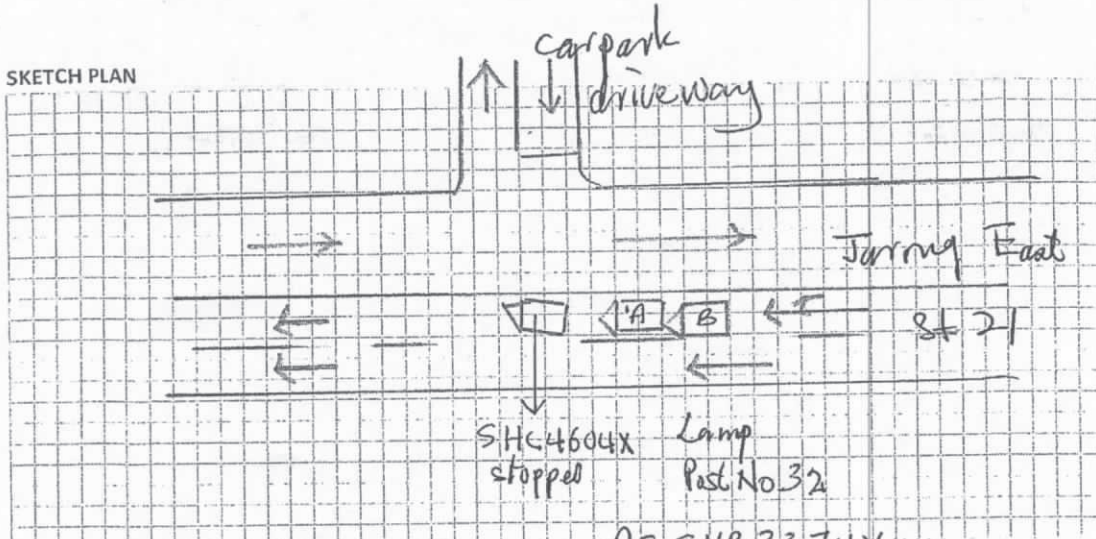 SKETCH PLAN
carpark
driveway
Jurong East
St 21
A
B
SHC4604X
stopped
Lamp
Post No 32